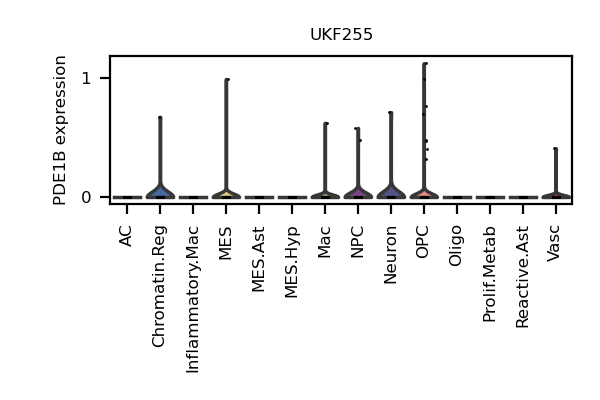 UKF255
PDE1B expression
1
0
AC
Chromatin.Reg
Inflammatory.Mac
MES
MES.Ast
MES.Hyp
Mac
NPC
Neuron
OPC
Oligo
Prolif.Metab
Reactive.Ast
Vasc